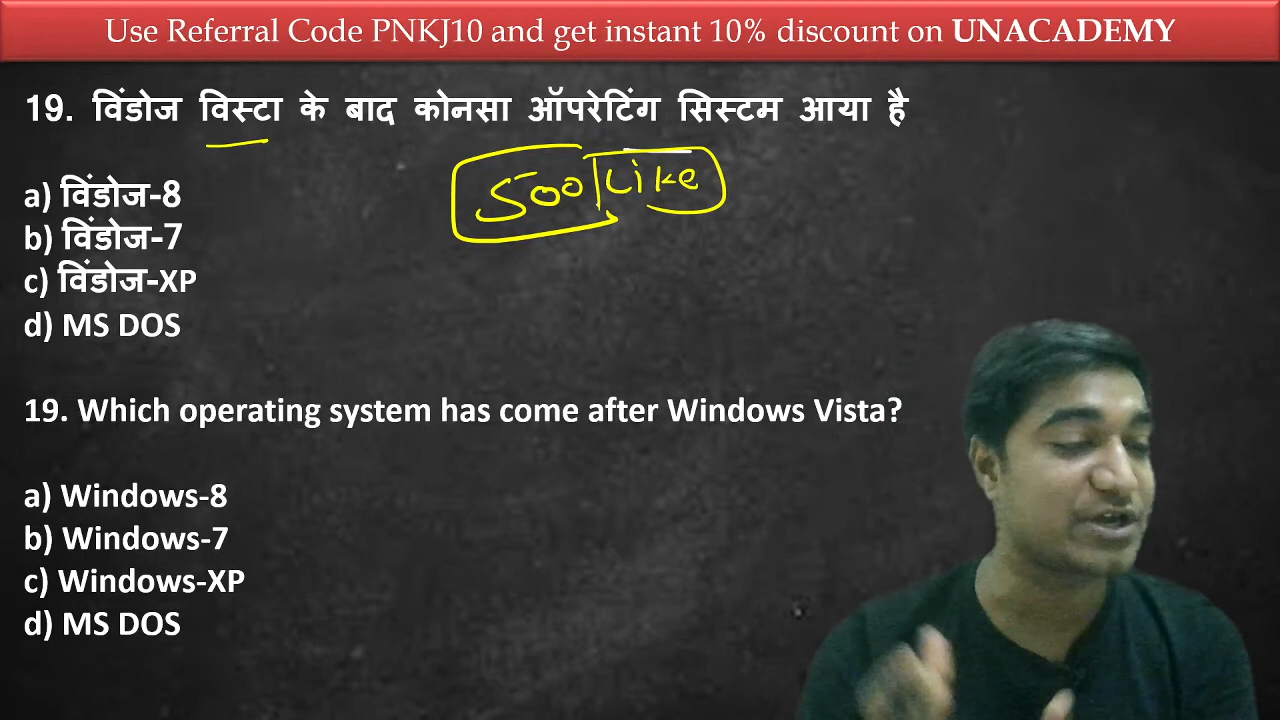 Use Referral Code PNKJ10 and get instant 10% discount on UNACADEMY
19. विंडोज विस्टा के बाद कोनसा ऑपरेटिंग सिस्टम आया है
500 Like
a) विंडोज-8
b) विंडोज-7
c) विंडोज-XP
d) MS DOS
19. Which operating system has come after Windows Vista?
a) Windows-8
b) Windows-7
c) Windows-XP
d) MS DOS